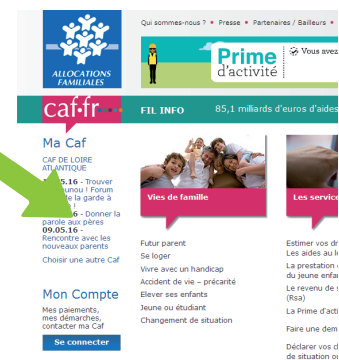 Qui sommes-nous ? • Presse • Partenaires / Bailleurs •
ALLOCATIONS
FAMILIALES
Prime
d'activité
Vous avez
caf.fr
FIL INFO
85,1 milliards d'euros d'aides
Ma Caf
CAF DE LOIRE
ATLANTIQUE
.05.16 - Trouver
! Forum
la garde à
!
- Donner la
parole aux pères
09.05.16 -
Rencontre avec les
nouveaux parents
Choisir une autre Caf
Mon Compte
Mes paiements,
mes démarches,
contacter ma Caf
Se connecter
Vies de famille
Futur parent
Se loger
Vivre avec un handicap
Accident de vie - précarité
Elever ses enfants
Jeune ou étudiant
Changement de situation
Les service
Estimer vos dr
Les aides au l
La prestation
du jeune enfa
Le revenu de s
(Rsa)
La Prime d'acti
Faire une dem
Déclarer vos c
de situation ou